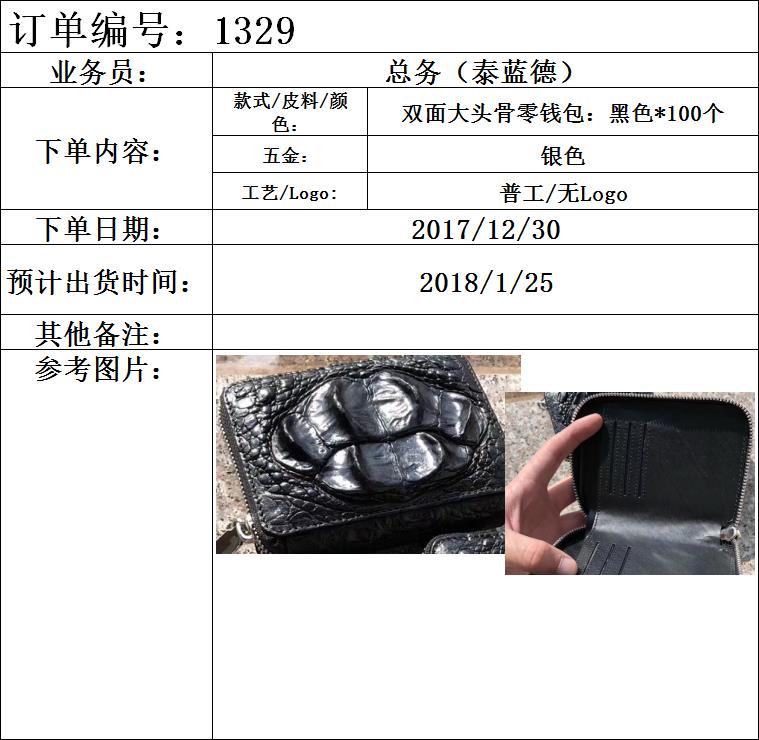 订单编号：1329
业务员：
总务（泰蓝德）
下单内容：
款式/皮料/颜
色：
双面大头骨零钱包：黑色*100个
五金：
银色
工艺/Logo:
普工/无Logo
下单日期：
2017/12/30
预计出货时间：
2018/1/25
其他备注：
参考图片：